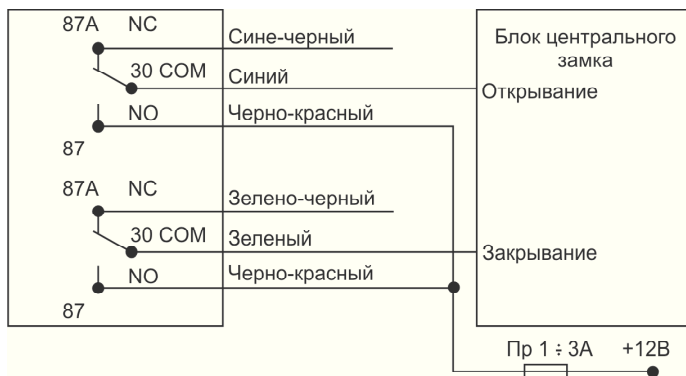 87A NC
Сине-черный
30 COM
Синий
NO
Черно-красный
87
87A NC
Зелено-черный
30 COM
Зеленый
NO
Черно-красный
87
Блок центрального
замка
Открывание
Закрывание
Пр 1 ÷ 3А +12В